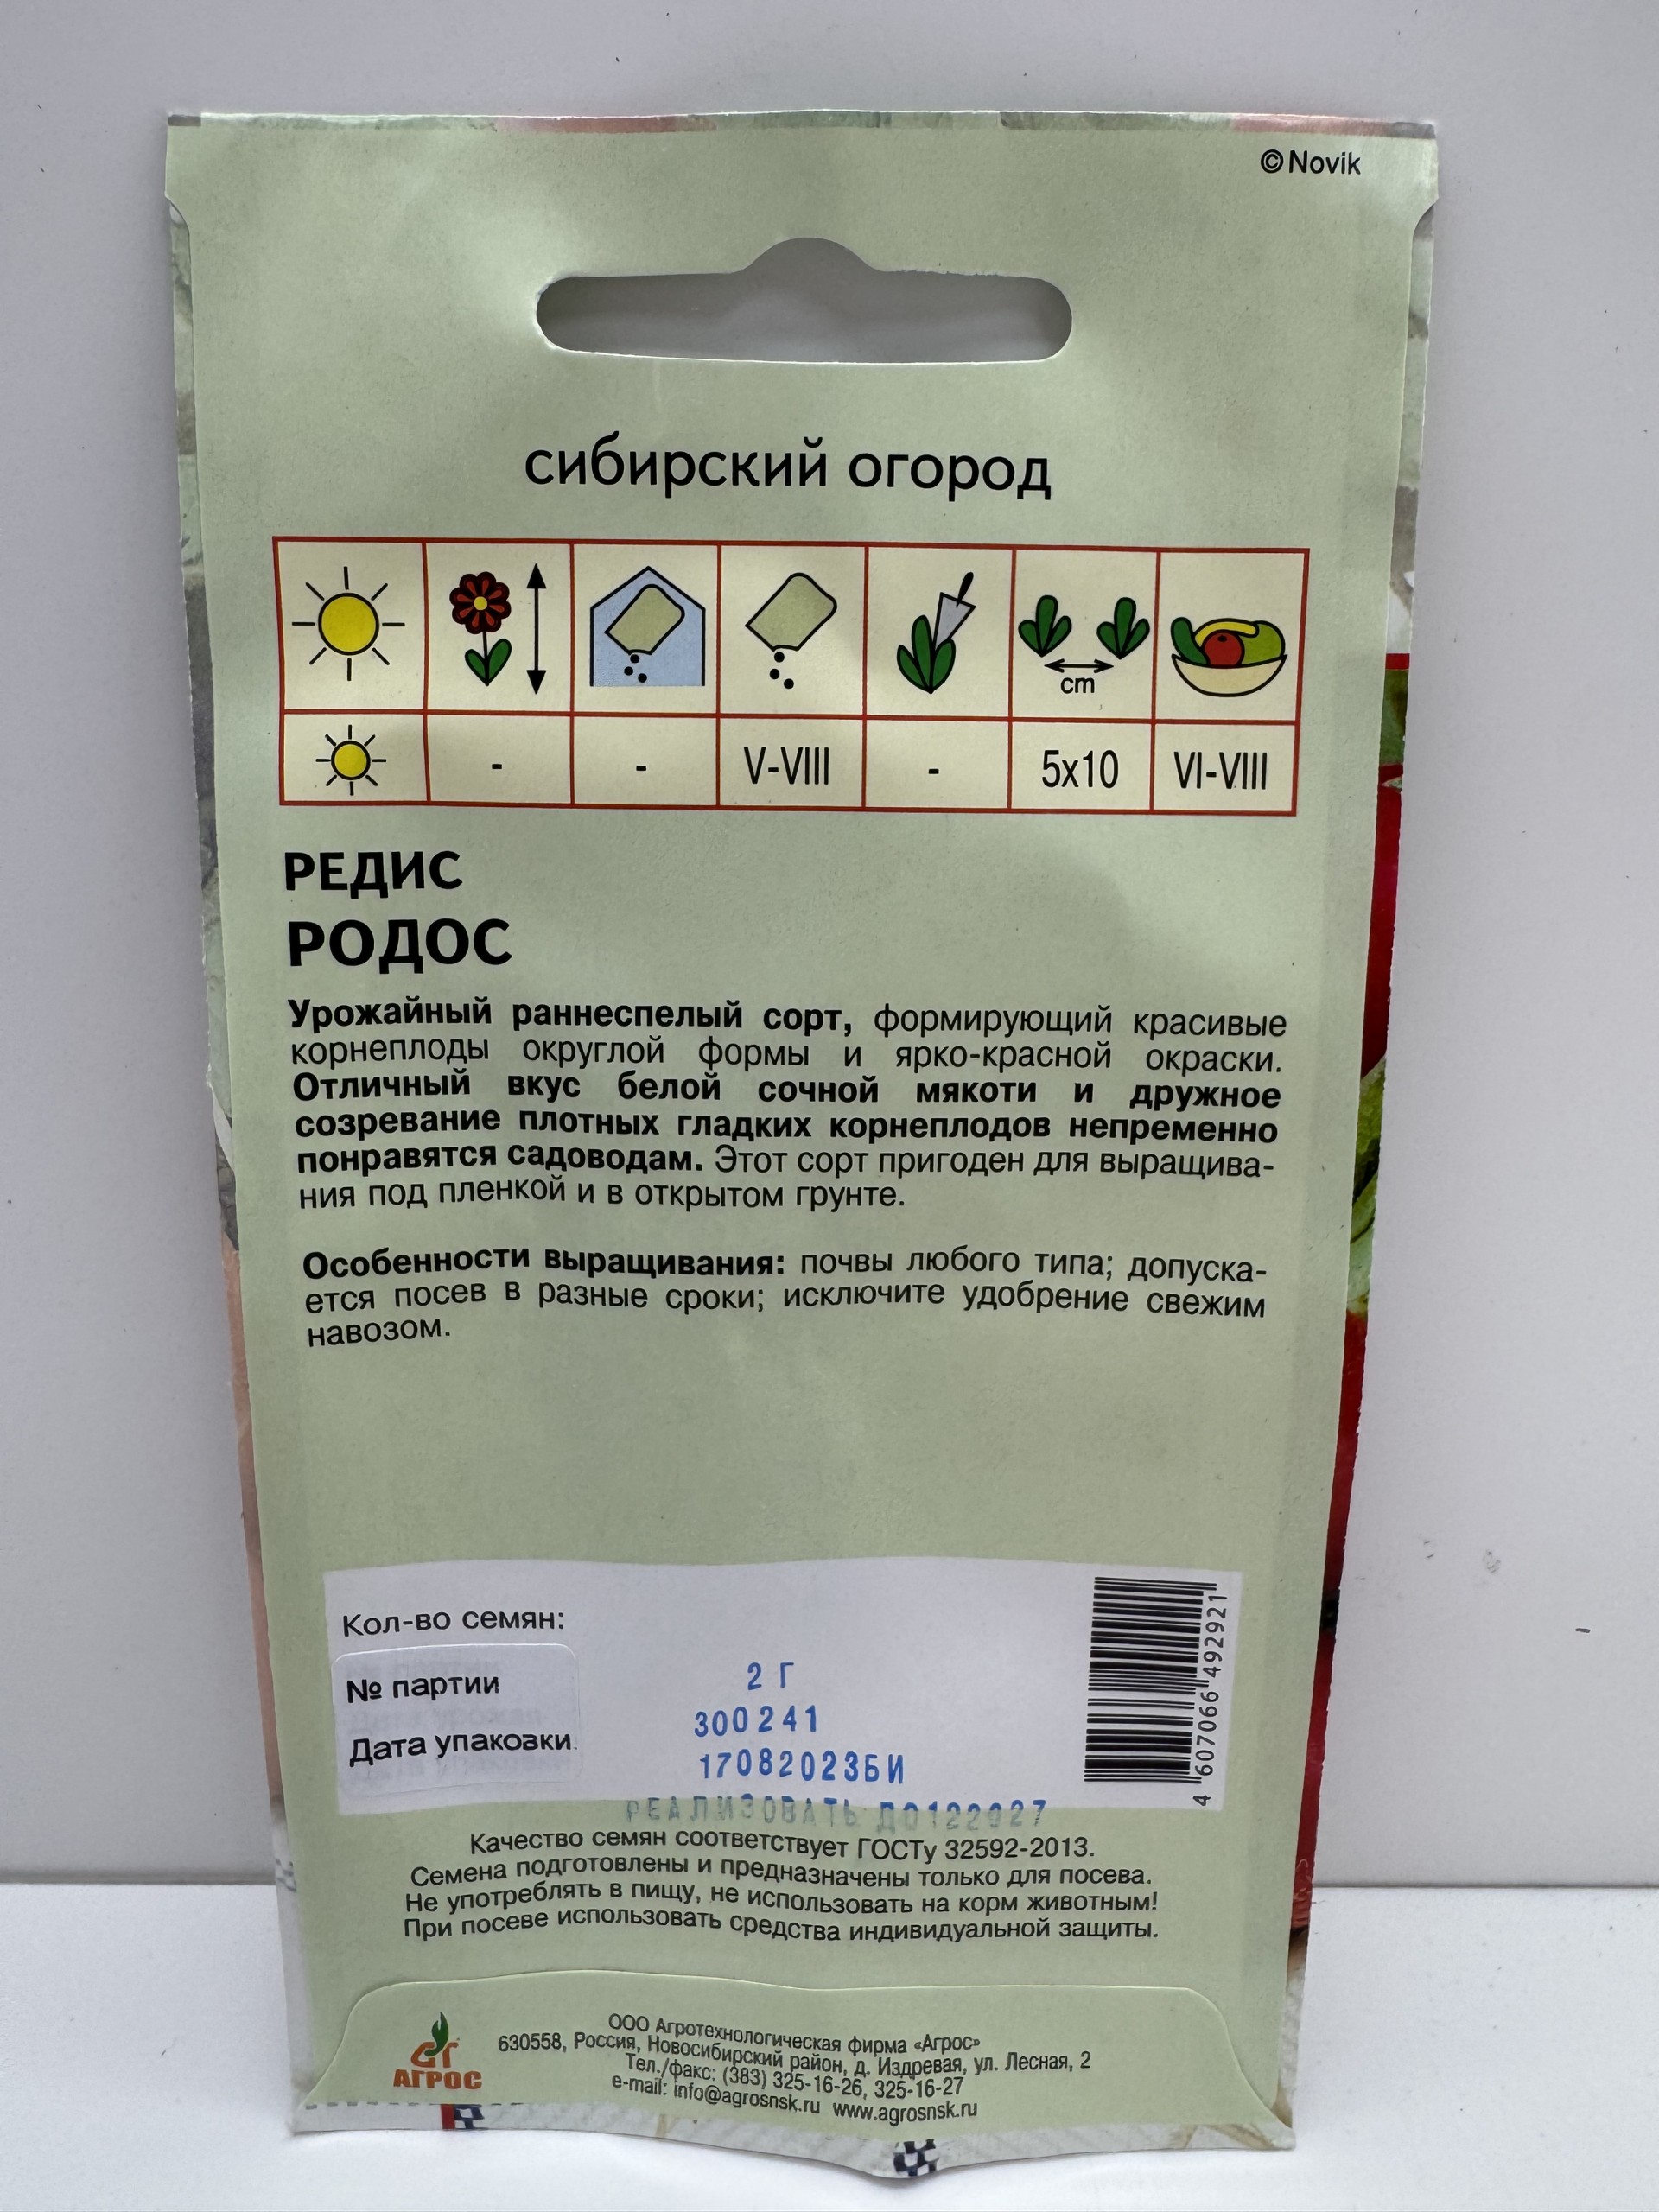 ©Novik
сибирский огород
cm
- - V-VIII - 5x10 VI-VIII
РЕДИС
РОДОС
Урожайный раннеспелый сорт, формирующий красивые
корнеплоды округлой формы и ярко-красной окраски.
Отличный вкус белой сочной мякоти и дружное
созревание плотных гладких корнеплодов непременно
понравятся садоводам. Этот сорт пригоден для выращива-
ния под пленкой и в открытом грунте.
Особенности выращивания: почвы любого типа; допуска-
ется посев в разные сроки; исключите удобрение свежим
навозом.
Кол-во семян:
2 Г
№ партии
300241
Дата упаковки
17082023БИ
РЕАЛИЗОВАТЬ ДО122027
4 607066 492921
Качество семян соответствует ГОСТу 32592-2013.
Семена подготовлены и предназначены только для посева.
Не употреблять в пищу, не использовать на корм животным!
При посеве использовать средства индивидуальной защиты.
АГРОС
ООО Агротехнологическая фирма «Агрос»
630558, Россия, Новосибирский район, д. Издревая, ул. Лесная, 2
Тел./факс: (383) 325-16-26, 325-16-27
e-mail: info@agrosnsk.ru www.agrosnsk.ru